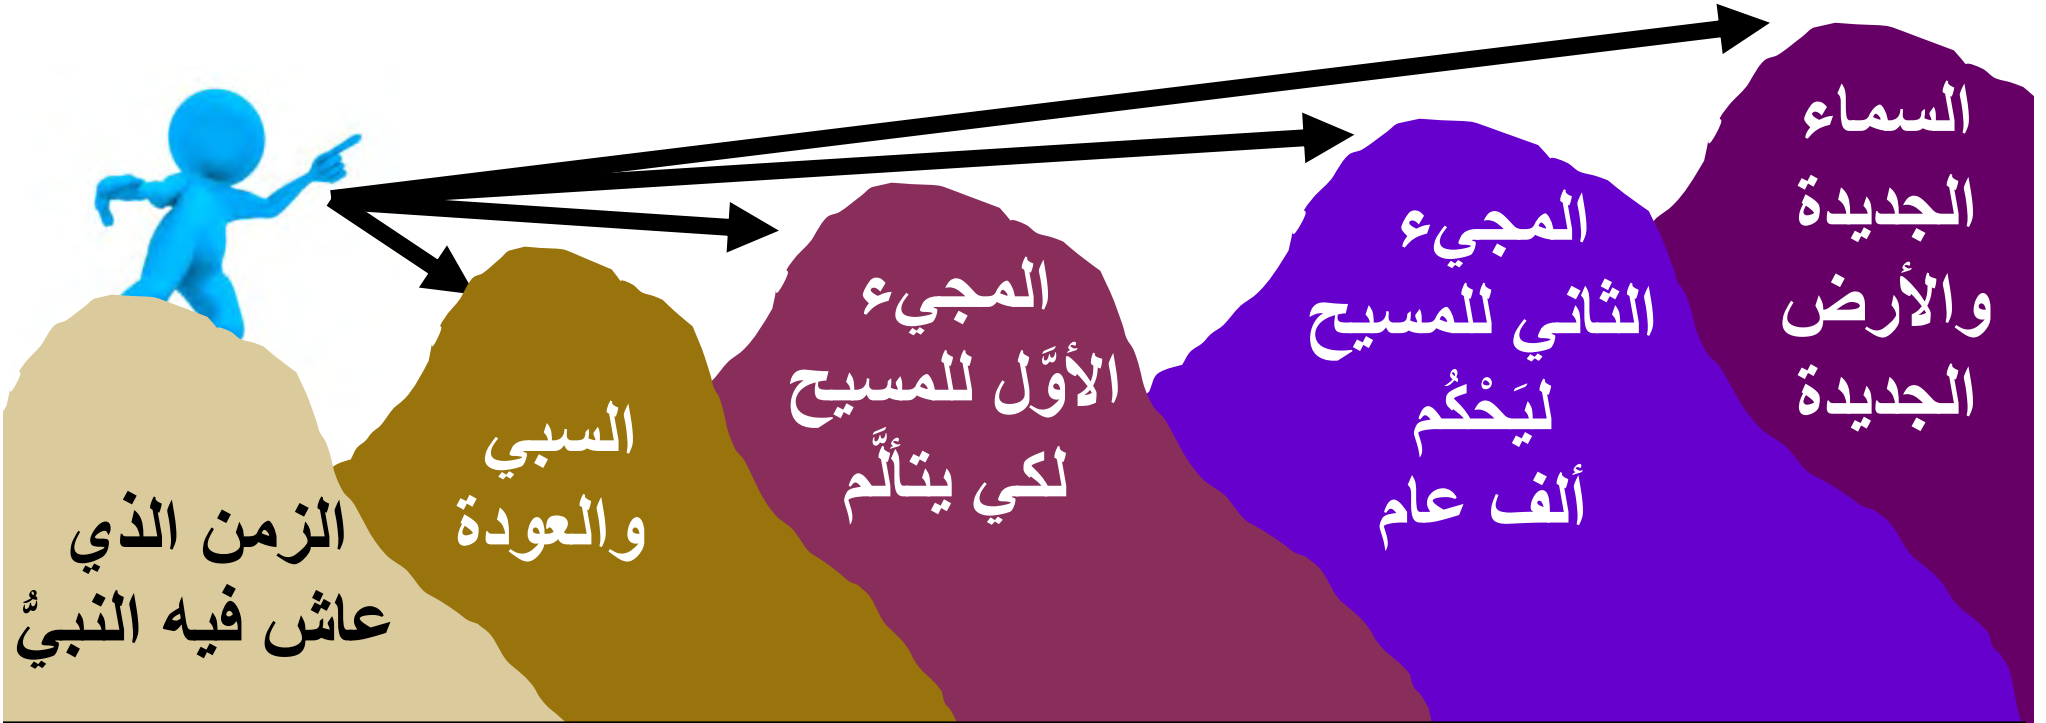 الزمن الذي
عاش فيه النبيُّ
السبي
والعودة
المجيء
الأوَّل للمسيح
لكي يتألَّم
المجيء
الثاني للمسيح
ليَحْكُم
ألف عام
السماء
الجديدة
والأرض
الجديدة